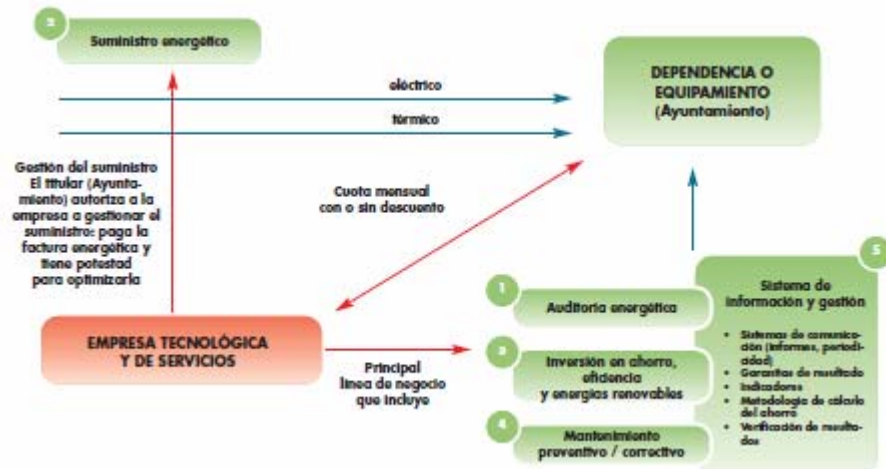 2
Suministro energético
eléctrico
térmico
DEPENDENCIA O
EQUIPAMIENTO
(Ayuntamiento)
Gestión del suministro
El titular (Ayunta-
miento) autoriza a la
empresa a gestionar el
suministro: paga la
factura energética y
tiene potestad
para optimizarla
Cuota mensual
con o sin descuento
EMPRESA TECNOLÓGICA
Y DE SERVICIOS
Principal
línea de negocio
que incluye
1
Auditoría energética
3
Inversión en ahorro,
eficiencia
y energías renovables
4
Mantenimiento
preventivo / correctivo
5
Sistema de
información y gestión
• Sistemas de comunica-
ción (informes, periodi-
cidad)
• Garantías de resultado
• Indicadores
• Metodología de cálculo
del ahorro
• Verificación de resulta-
dos